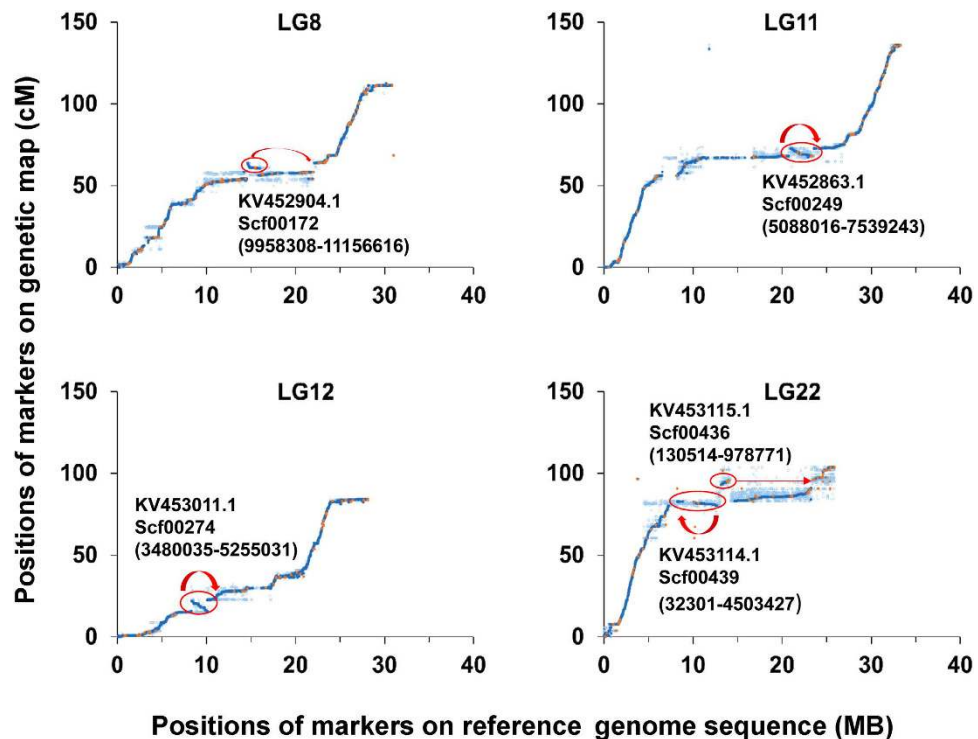 Positions of markers on genetic map (cM)
LG8
150
100
50
0
0
10
20
30
40
KV452904.1
Scf00172
(9958308-11156616)
LG11
150
100
50
0
0
10
20
30
40
KV452863.1
Scf00249
(5088016-7539243)
LG12
150
100
50
0
0
10
20
30
40
KV453011.1
Scf00274
(3480035-5255031)
LG22
150
100
50
0
0
10
20
30
40
KV453115.1
Scf00436
(130514-978771)
KV453114.1
Scf00439
(32301-4503427)
Positions of markers on reference genome sequence (MB)